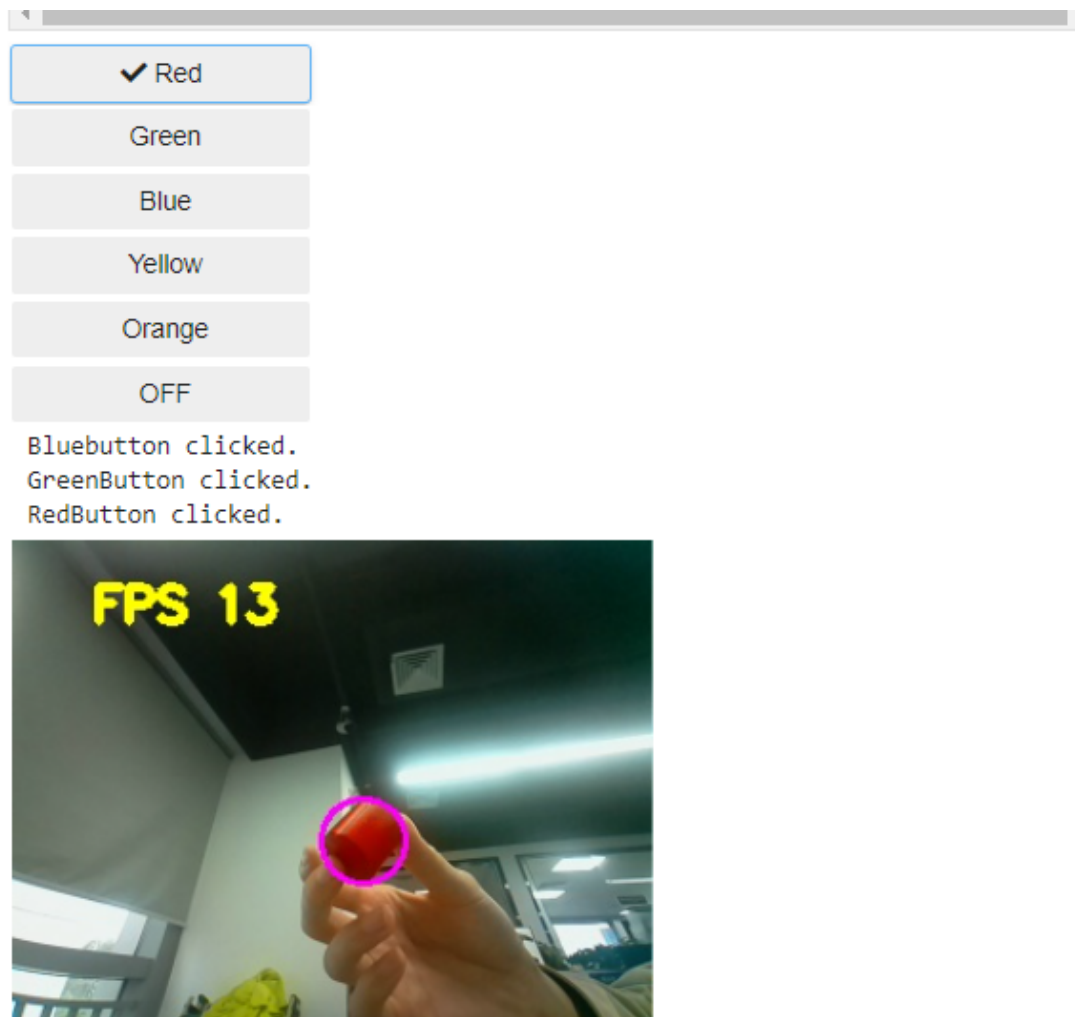 ✔ Red
Green
Blue
Yellow
Orange
OFF
Bluebutton clicked.
GreenButton clicked.
RedButton clicked.
FPS 13